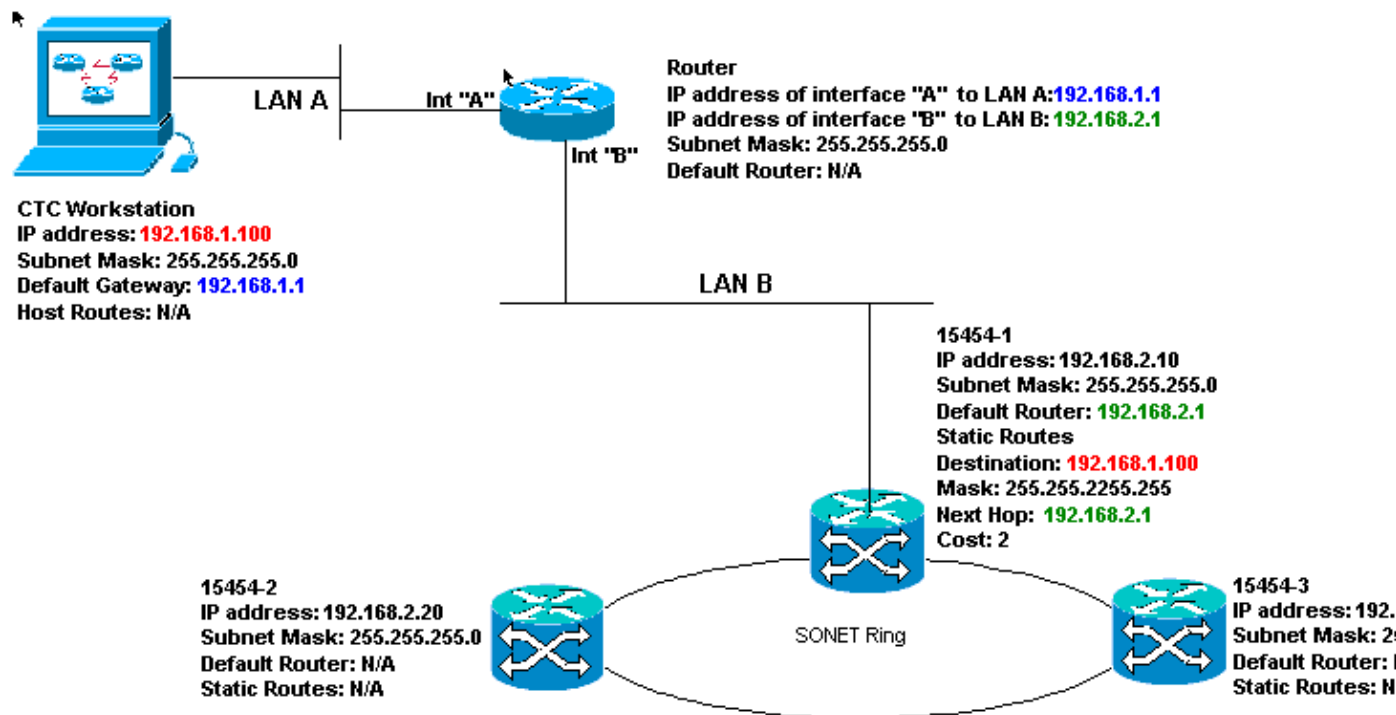 LAN A
Int "A"
Int "B"
Router
IP address of interface "A" to LAN A:192.168.1.1
IP address of interface "B" to LAN B: 192.168.2.1
Subnet Mask: 255.255.255.0
Default Router: N/A
CTC Workstation
IP address: 192.168.1.100
Subnet Mask: 255.255.255.0
Default Gateway: 192.168.1.1
Host Routes: N/A
LAN B
15454-1
IP address: 192.168.2.10
Subnet Mask: 255.255.255.0
Default Router: 192.168.2.1
Static Routes
Destination: 192.168.1.100
Mask: 255.255.2255.255
Next Hop: 192.168.2.1
Cost: 2
15454-2
IP address: 192.168.2.20
Subnet Mask: 255.255.255.0
Default Router: N/A
Static Routes: N/A
SONET Ring
15454-3
IP address: 192.
Subnet Mask:
Default Router:
Static Routes: N